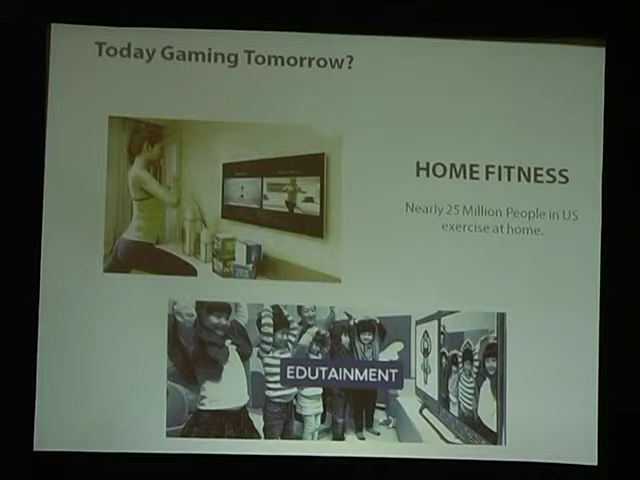 Today Gaming Tomorrow?
HOME FITNESS
Nearly 25 Million People in US
exercise at home.
EDUTAINMENT